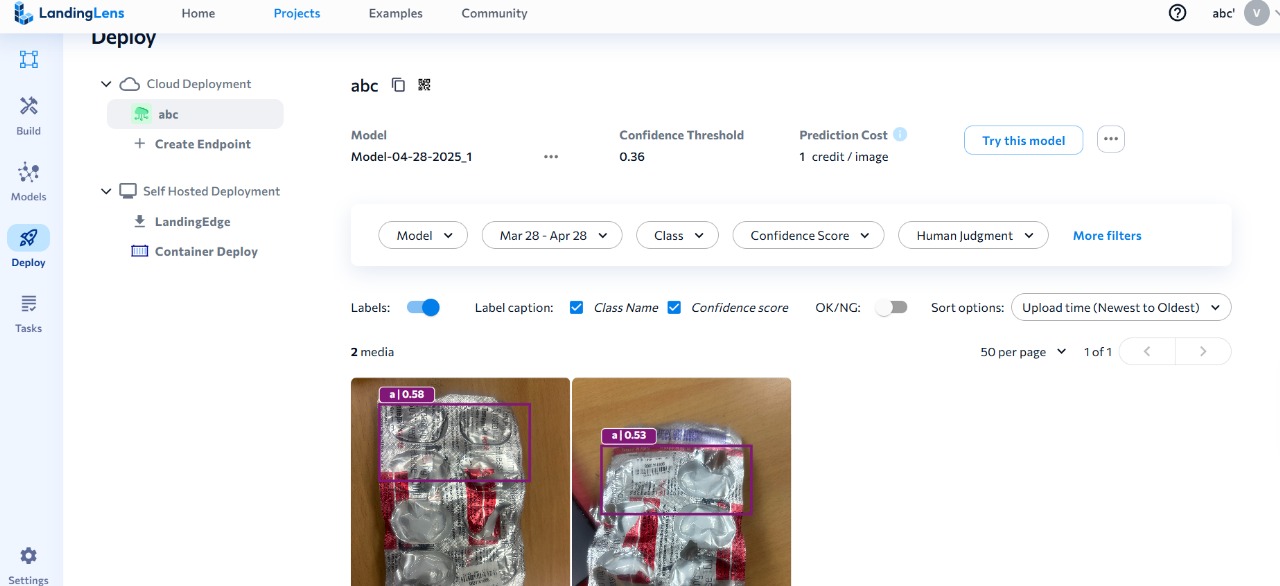 LandingLens Home Projects Examples Community abc' V
Deploy
Cloud Deployment
abc
Create Endpoint
Self Hosted Deployment
LandingEdge
Container Deploy
Build
Models
Deploy
Tasks
Settings
abc
Model Confidence Threshold Prediction Cost
Model-04-28-2025_1 0.36 1 credit / image
Try this model
Model Mar 28 - Apr 28 Class Confidence Score Human Judgment More filters
Labels: Label caption: Class Name Confidence score OK/NG: Sort options: Upload time (Newest to Oldest)
2 media 50 per page 1 of 1
a | 0.58
a | 0.53